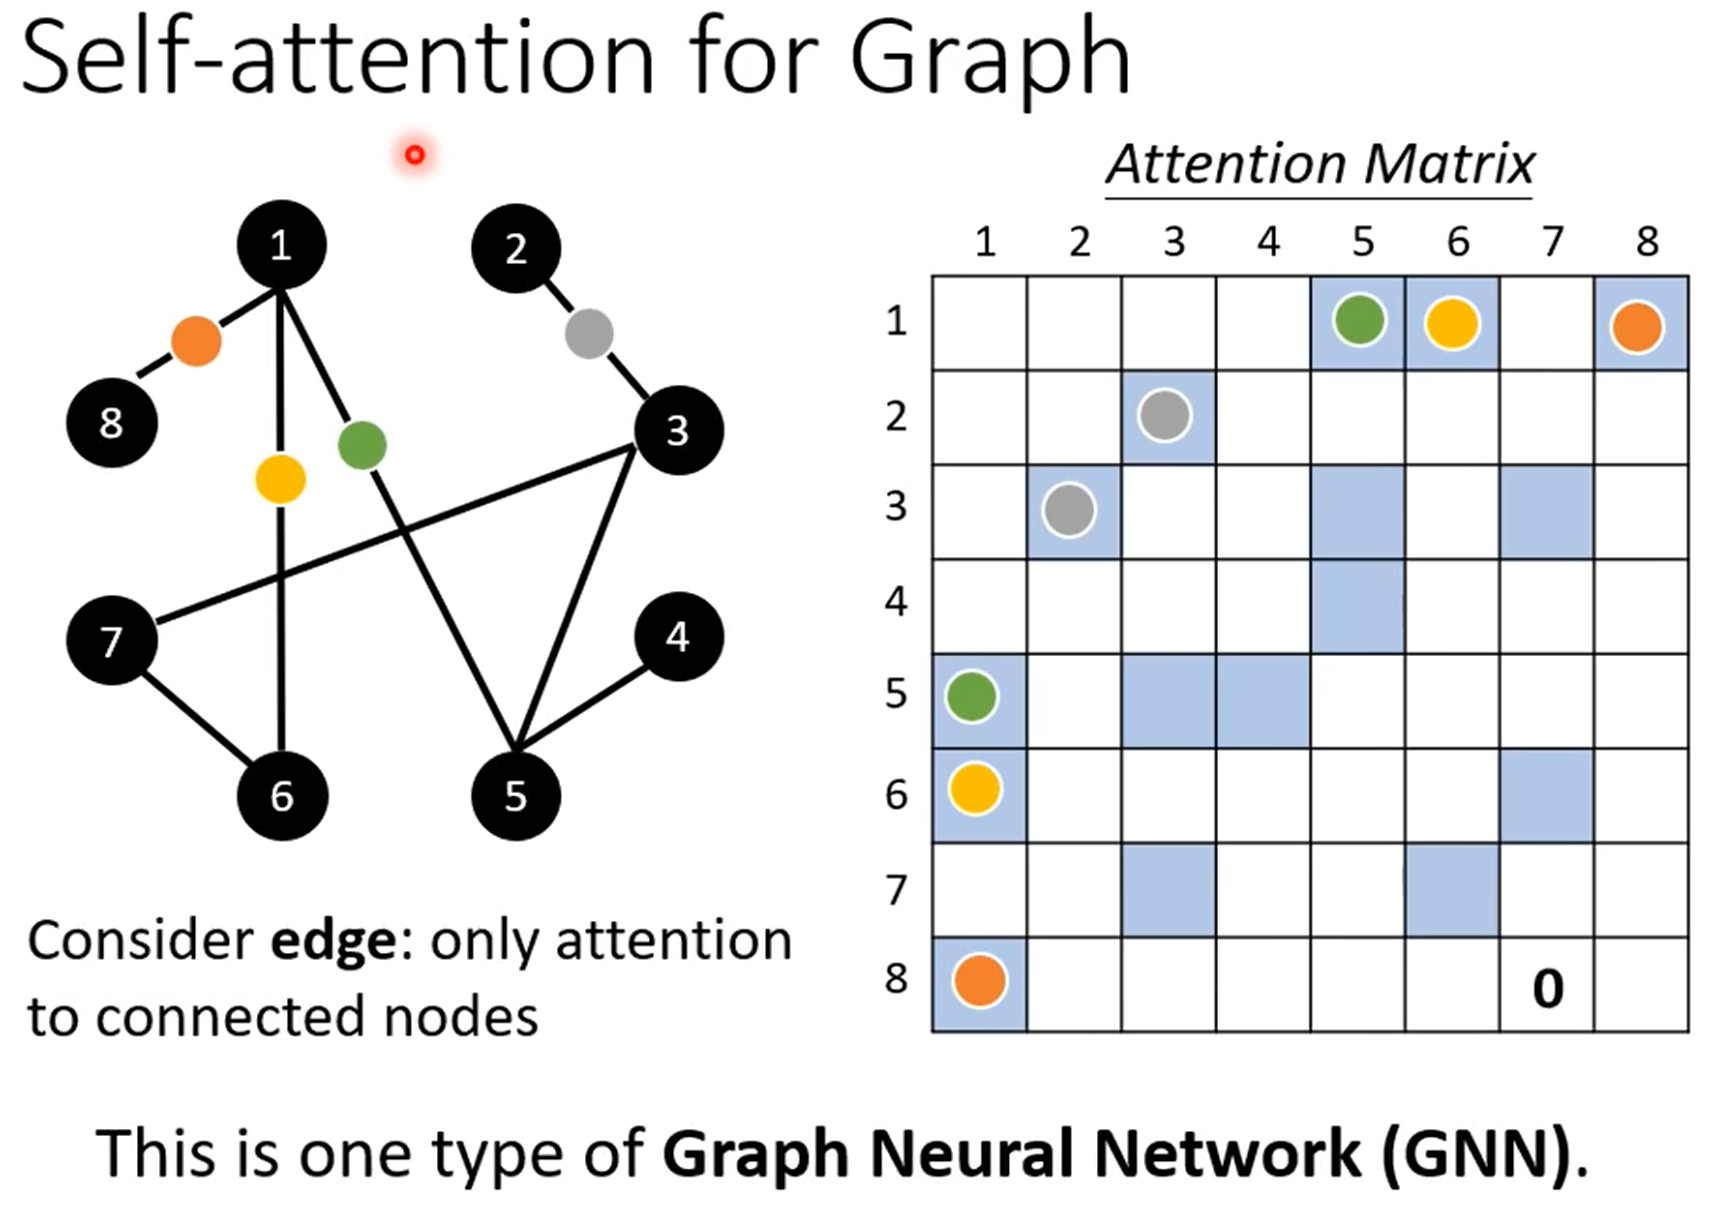 Self-attention for Graph
Attention Matrix
1
2
8
3
7
4
6
5
1 2 3 4 5 6 7 8
1
2
3
4
5
6
7
8 0
Consider edge: only attention
to connected nodes
This is one type of Graph Neural Network (GNN).